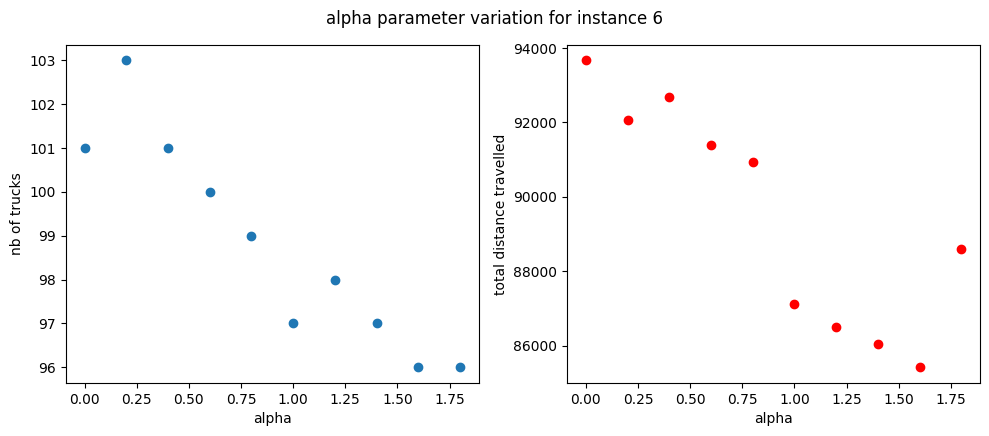 alpha parameter variation for instance 6
nb of trucks
103
102
101
100
99
98
97
96
0.00 0.25 0.50 0.75 1.00 1.25 1.50 1.75
alpha
total distance travelled
94000
92000
90000
88000
86000
0.00 0.25 0.50 0.75 1.00 1.25 1.50 1.75
alpha